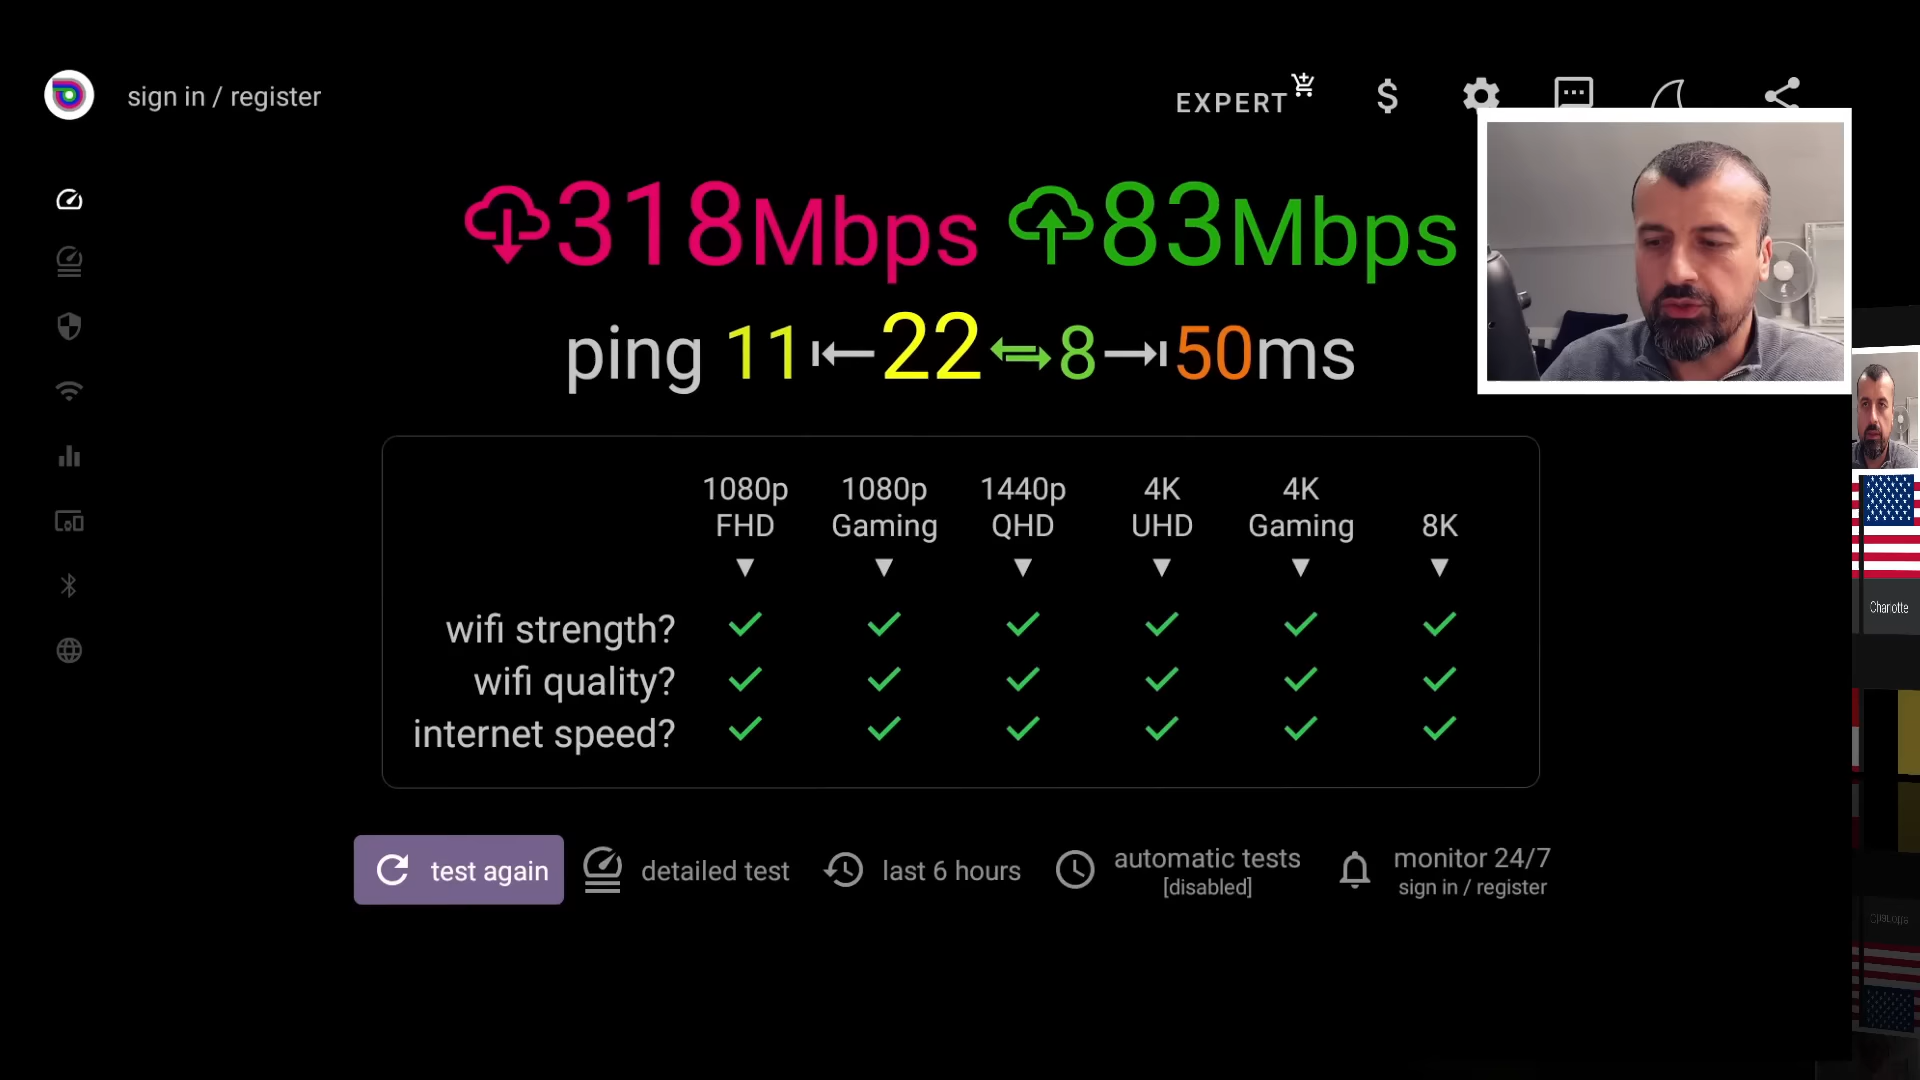 sign in / register
EXPERT
318Mbps 83Mbps
ping 11 22 8 50ms
1080p FHD
1080p Gaming
1440p QHD
4K UHD
4K Gaming
8K
wifi strength?
wifi quality?
internet speed?
test again
detailed test
last 6 hours
automatic tests
[disabled]
monitor 24/7
sign in / register
Charlotte
Charlotte